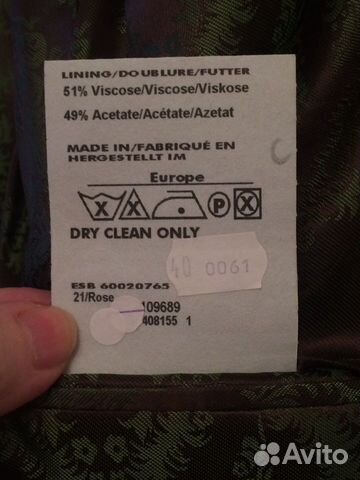 LINING/DOUBLURE/FUTTER
51% Viscose/Viscose/Viskose
49% Acetate/Acétate/Azetat
MADE IN/FABRIQUÉ EN
HERGESTELLT IM
Europe
P
DRY CLEAN ONLY
40 0061
ESB 60020765
21/Rose
109689
408155 1
Avito